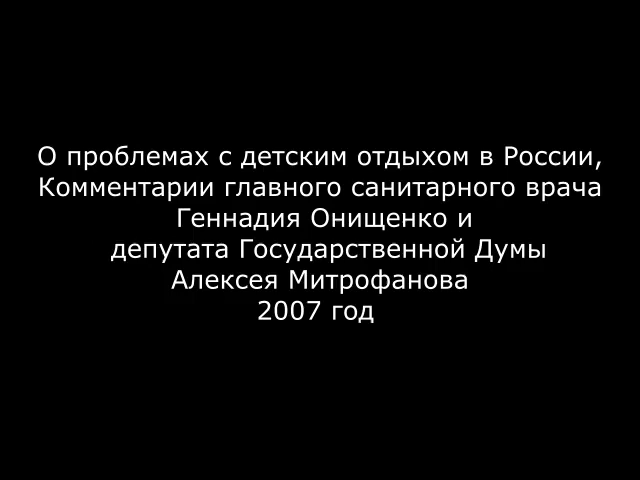 О проблемах с детским отдыхом в России,
Комментарии главного санитарного врача
Геннадия Онищенко и
депутата Государственной Думы
Алексея Митрофанова
2007 год